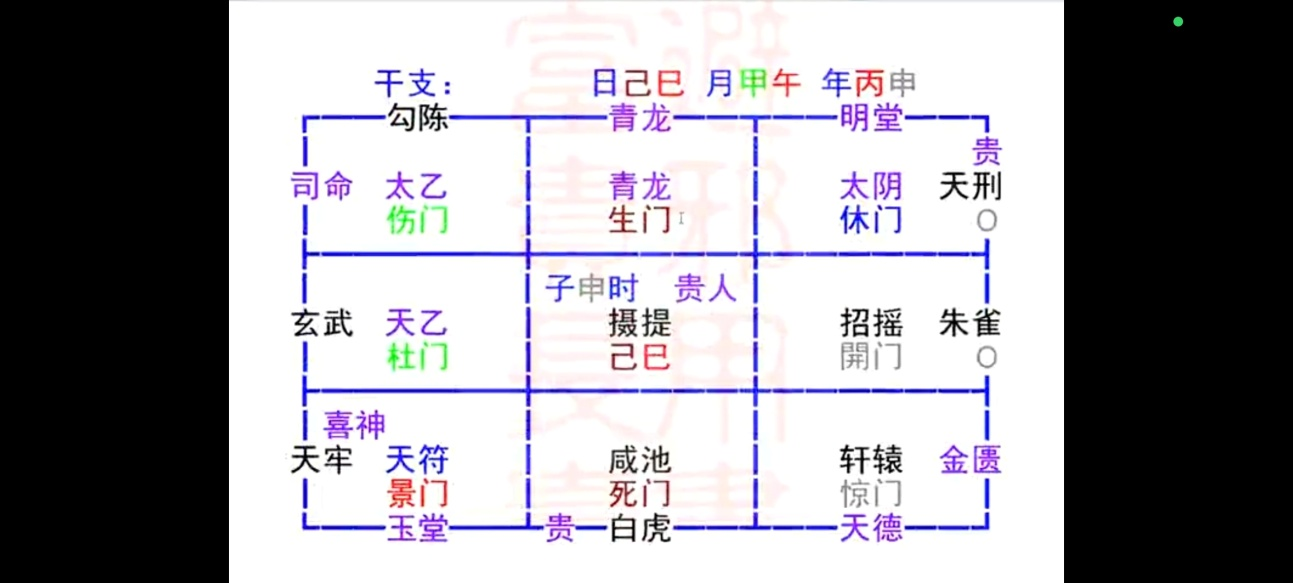 干支： 日己巳 月甲午 年丙申
勾陈 青龙 明堂
贵
司命 太乙 青龙 太阴 天刑
伤门 生门 休门 〇
子申时 贵人
玄武 天乙 摄提 招摇 朱雀
杜门 己巳 開门 〇
喜神
天牢 天符 咸池 轩辕 金匮
景门 死门 惊门
玉堂 贵 白虎 天德